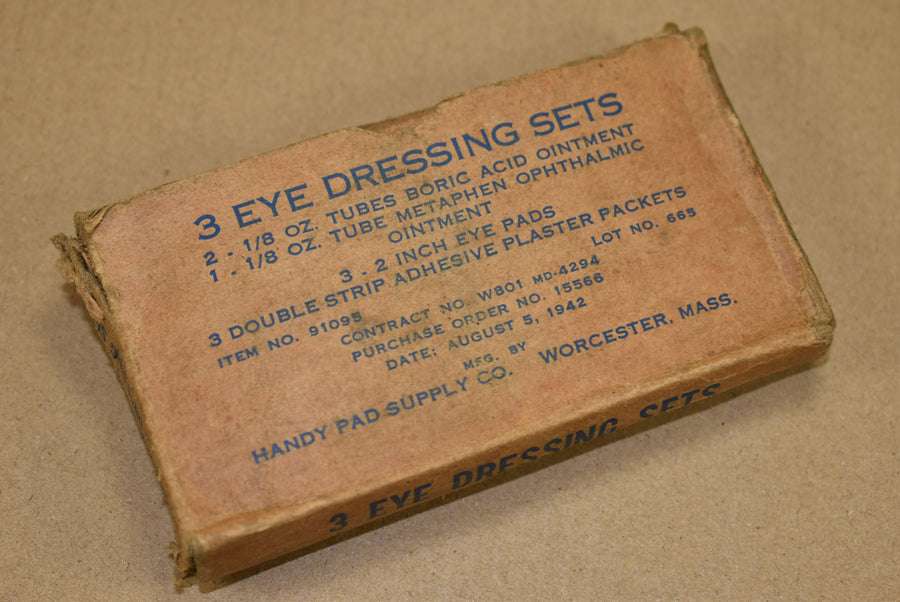 3 EYE DRESSING SETS
2 - 1/8 OZ. TUBES BORIC ACID OINTMENT
1 - 1/8 OZ. TUBE METAPHEN OPHTHALMIC
OINTMENT
3 - 2 INCH EYE PADS
3 DOUBLE STRIP ADHESIVE PLASTER PACKETS
ITEM NO. 91095 LOT NO. 665
CONTRACT NO. W801 MD-4294
PURCHASE ORDER NO. 15566
DATE; AUGUST 5, 1942
MFG. BY
HANDY PAD SUPPLY CO. WORCESTER, MASS.
3 EYE DRESSING SETS